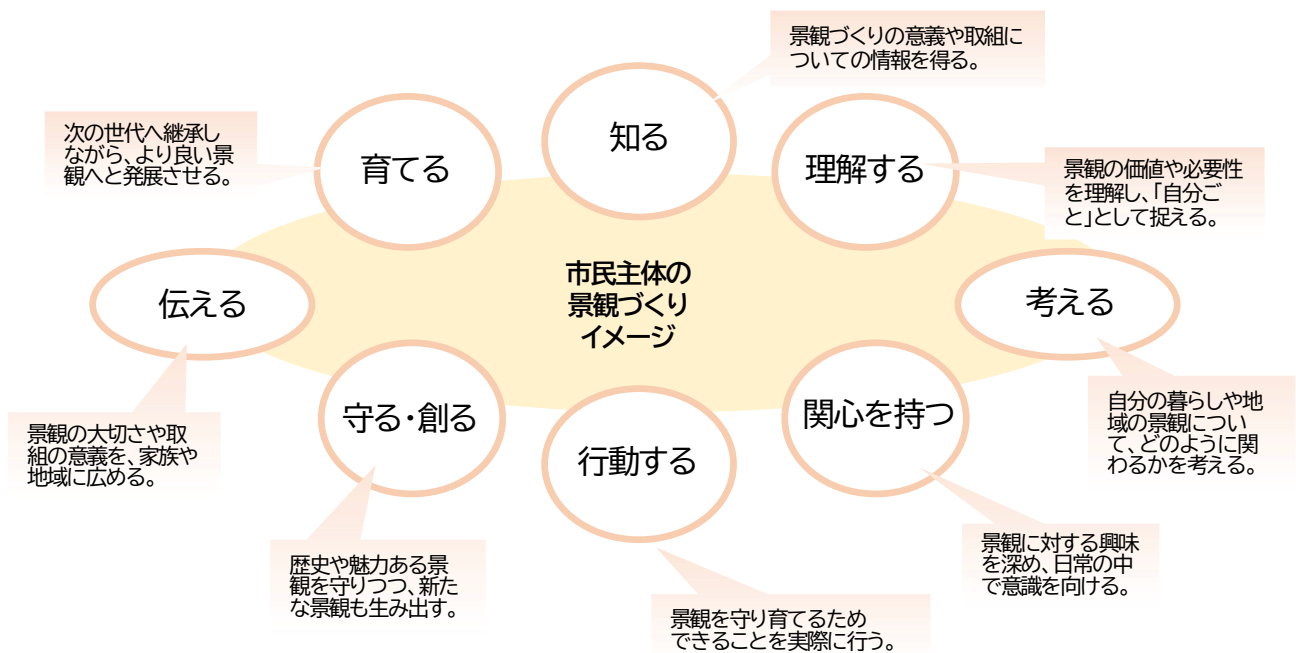 景観づくりの意義や取組に
ついての情報を得る。
知る
理解する
景観の価値や必要性
を理解し、「自分ご
と」として捉える。
考える
自分の暮らしや地
域の景観につい
て、どのように関
わるかを考える。
関心を持つ
景観に対する興味
を深め、日常の中
で意識を向ける。
行動する
景観を守り育てるため
できることを実際に行う。
守る・創る
歴史や魅力ある景
観を守りつつ、新た
な景観も生み出す。
伝える
景観の大切さや取
組の意義を、家族や
地域に広める。
育てる
次の世代へ継承し
ながら、より良い景
観へと発展させる。
市民主体の
景観づくり
イメージ